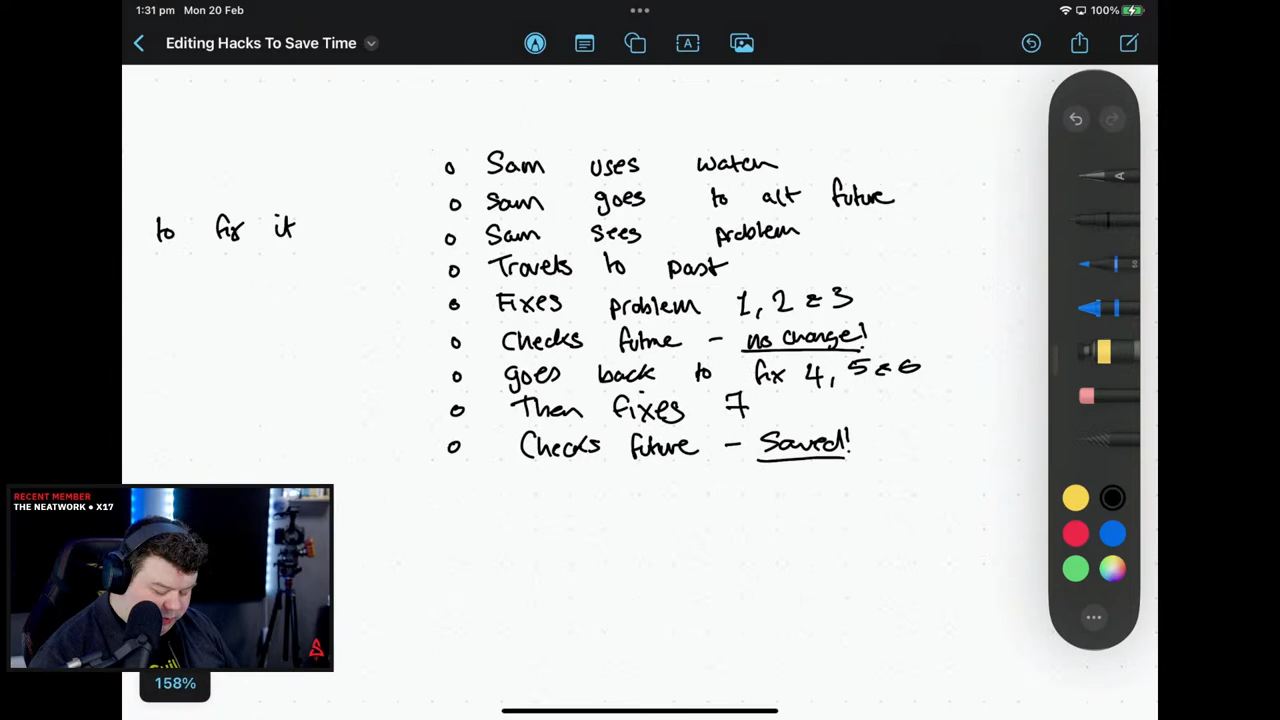 1:31 pm Mon 20 Feb
100%
Editing Hacks To Save Time
to fix it
Sam uses watch
Sam goes to alt future
Sam sees problem
Travels to past
Fixes problem 1, 2 & 3
Checks future - no change!
goes back to fix 4, 5 & 6
Then fixes 7
Checks future - Saved!
RECENT MEMBER
THE NEATWORK • X17
158%